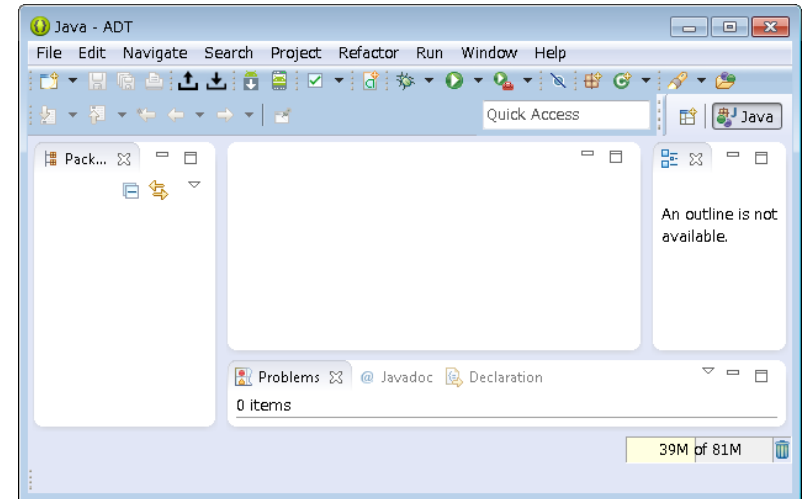 Java - ADT
File Edit Navigate Search Project Refactor Run Window Help
Quick Access
Java
Pack...
An outline is not
available.
Problems @ Javadoc Declaration
0 items
39M of 81M